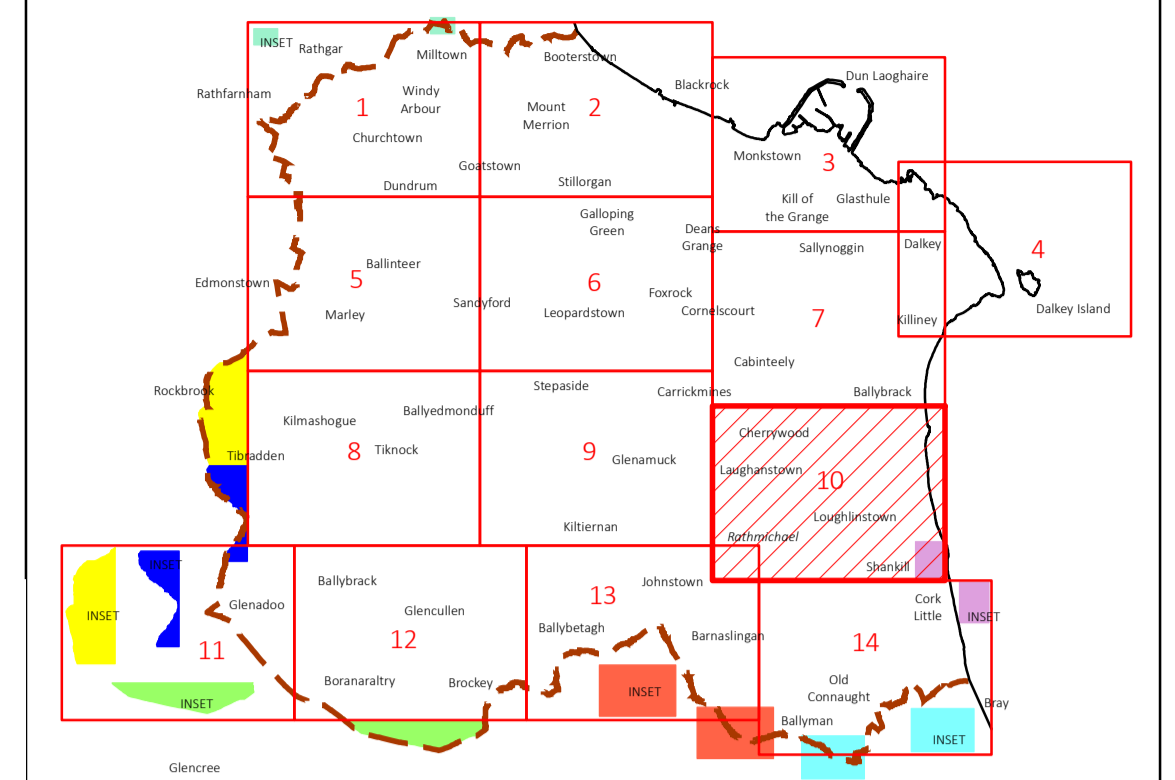 INSET
Rathgar
Milltown
Booterstown
Rathfarnham
Windy
Arbour
1
Churchtown
Mount
Merrion
2
Goatstown
Dundrum
Stillorgan
Blackrock
Dun Laoghaire
Monkstown
3
Kill of
the Grange
Glasthule
Dalkey
4
Dalkey Island
Killiney
Edmonstown
Ballinteer
5
Marley
Sandyford
Galloping
Green
6
Leopardstown
Foxrock
Deans
Grange
Cornelscourt
Sallynoggin
7
Cabinteely
Ballybrack
Rockbrook
Tibradden
Kilmashogue
Ballyedmonduff
8
Tiknock
Stepaside
Carrickmines
9
Glenamuck
Kiltiernan
Cherrywood
Laughanstown
10
Loughlinstown
Rathmichael
Shankill
INSET
INSET
Glenadoo
11
INSET
Ballybrack
Glencullen
12
Boranaraltry
Brockey
Johnstown
13
Ballybetagh
Barnaslingan
INSET
Cork
Little
INSET
14
Old
Connaught
Bray
Ballyman
INSET
Glencree